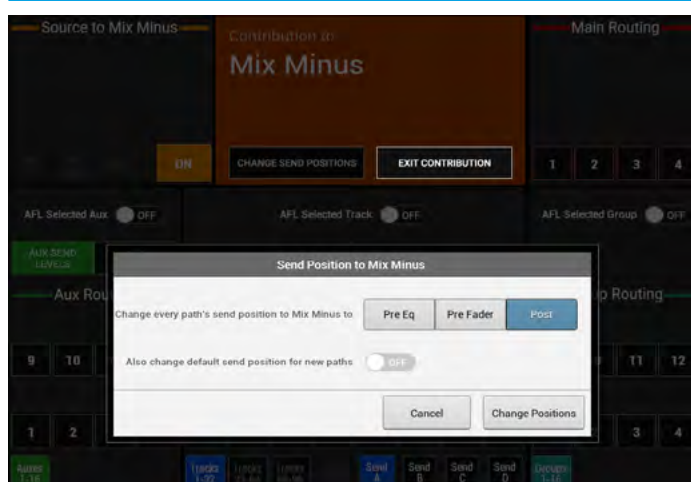 Source to Mix Minus
Contribution to
Main Routing
Mix Minus
ON
CHANGE SEND POSITIONS
EXIT CONTRIBUTION
1 2 3 4
AFL Selected Aux OFF
AFL Selected Track OFF
AFL Selected Group OFF
AUX SEND
LEVELS
Send Position to Mix Minus
Aux Rou
p Routing
Change every path's send position to Mix Minus to
Pre Eq
Pre Fader
Post
9 10
Also change default send position for new paths
OFF
11 12
Cancel
Change Positions
1 2
3 4
Auxes
1-16
Tracks
1-32
Tracks
Tracks
Send
A
Send
B
Send
C
Send
D
Groups
1-16